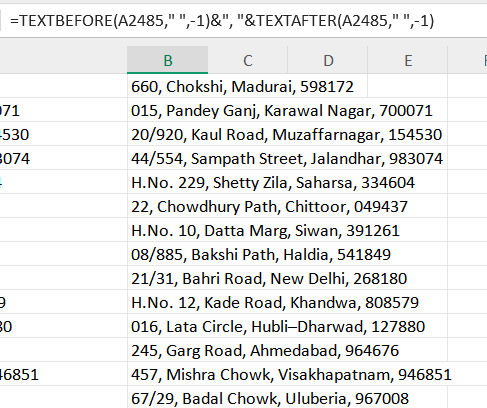 =TEXTBEFORE(A2485," ",-1)&", "&TEXTAFTER(A2485," ",-1)
B C D E
660, Chokshi, Madurai, 598172
071 015, Pandey Ganj, Karawal Nagar, 700071
530 20/920, Kaul Road, Muzaffarnagar, 154530
3074 44/554, Sampath Street, Jalandhar, 983074
H.No. 229, Shetty Zila, Saharsa, 334604
22, Chowdhury Path, Chittoor, 049437
H.No. 10, Datta Marg, Siwan, 391261
08/885, Bakshi Path, Haldia, 541849
21/31, Bahri Road, New Delhi, 268180
9 H.No. 12, Kade Road, Khandwa, 808579
80 016, Lata Circle, Hubli–Dharwad, 127880
245, Garg Road, Ahmedabad, 964676
46851 457, Mishra Chowk, Visakhapatnam, 946851
67/29, Badal Chowk, Uluberia, 967008